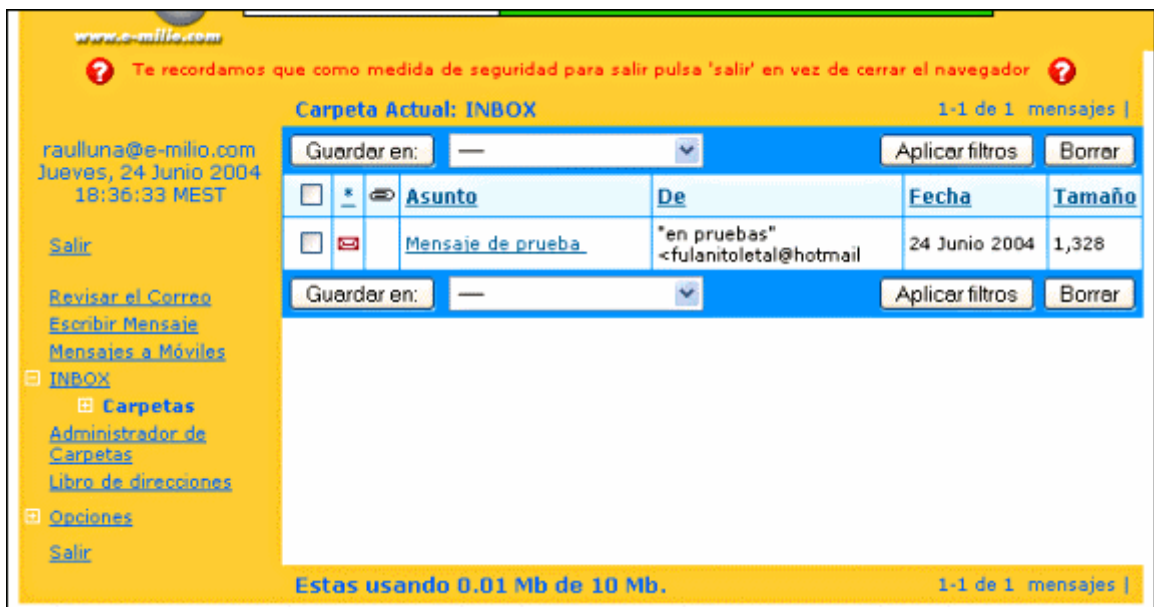 www.e-milio.com
Te recordamos que como medida de seguridad para salir pulsa 'salir' en vez de cerrar el navegador
Carpeta Actual: INBOX
1-1 de 1 mensajes |
raulluna@e-milio.com
Jueves, 24 Junio 2004
18:36:33 MEST
Salir
Revisar el Correo
Escribir Mensaje
Mensajes a Móviles
INBOX
Carpetas
Administrador de
Carpetas
Libro de direcciones
Opciones
Salir
Guardar en: — Aplicar filtros Borrar
* Asunto De Fecha Tamaño
Mensaje de prueba "en pruebas" 24 Junio 2004 1,328
<fulanitoletal@hotmail
Guardar en: — Aplicar filtros Borrar
Estas usando 0.01 Mb de 10 Mb.
1-1 de 1 mensajes |